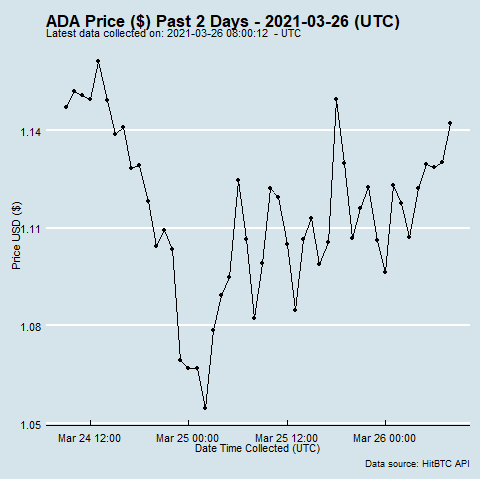 ADA Price ($) Past 2 Days - 2021-03-26 (UTC)
Latest data collected on: 2021-03-26 08:00:12 - UTC
1.14
1.11
1.08
1.05
Price USD ($)
Mar 24 12:00 Mar 25 00:00 Mar 25 12:00 Mar 26 00:00
Date Time Collected (UTC)
Data source: HitBTC API